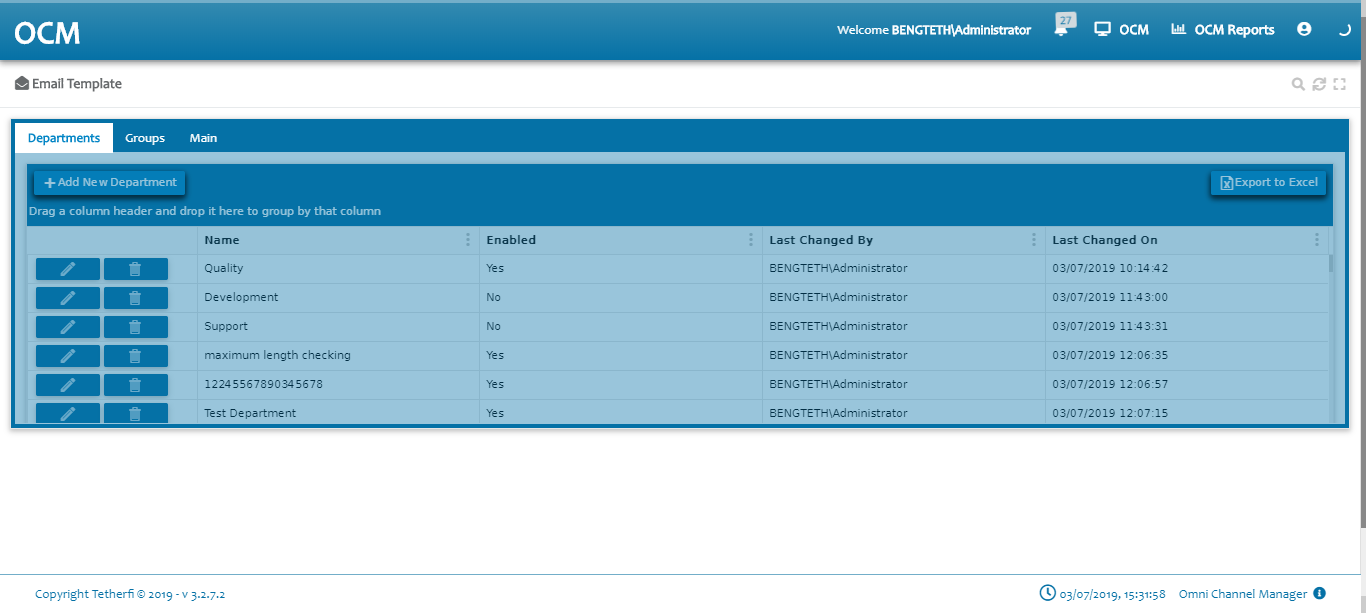 OCM
Welcome BENGTETH\Administrator 27 OCM OCM Reports
Email Template
Departments Groups Main
Add New Department Export to Excel
Drag a column header and drop it here to group by that column
Name Enabled Last Changed By Last Changed On
Quality Yes BENGTETH\Administrator 03/07/2019 10:14:42
Development No BENGTETH\Administrator 03/07/2019 11:43:00
Support No BENGTETH\Administrator 03/07/2019 11:43:31
maximum length checking Yes BENGTETH\Administrator 03/07/2019 12:06:35
12245567890345678 Yes BENGTETH\Administrator 03/07/2019 12:06:57
Test Department Yes BENGTETH\Administrator 03/07/2019 12:07:15
Copyright Tetherfi © 2019 - v 3.2.7.2 03/07/2019, 15:31:58 Omni Channel Manager